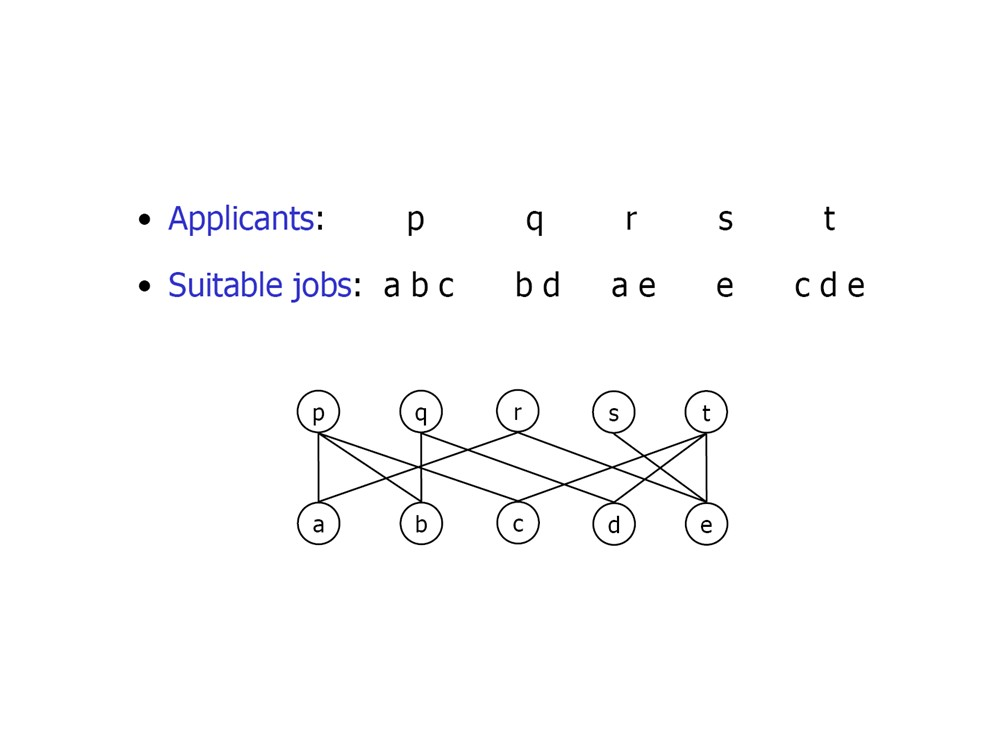 • Applicants: p q r s t
• Suitable jobs: a b c b d a e e c d e
p q r s t
a b c d e